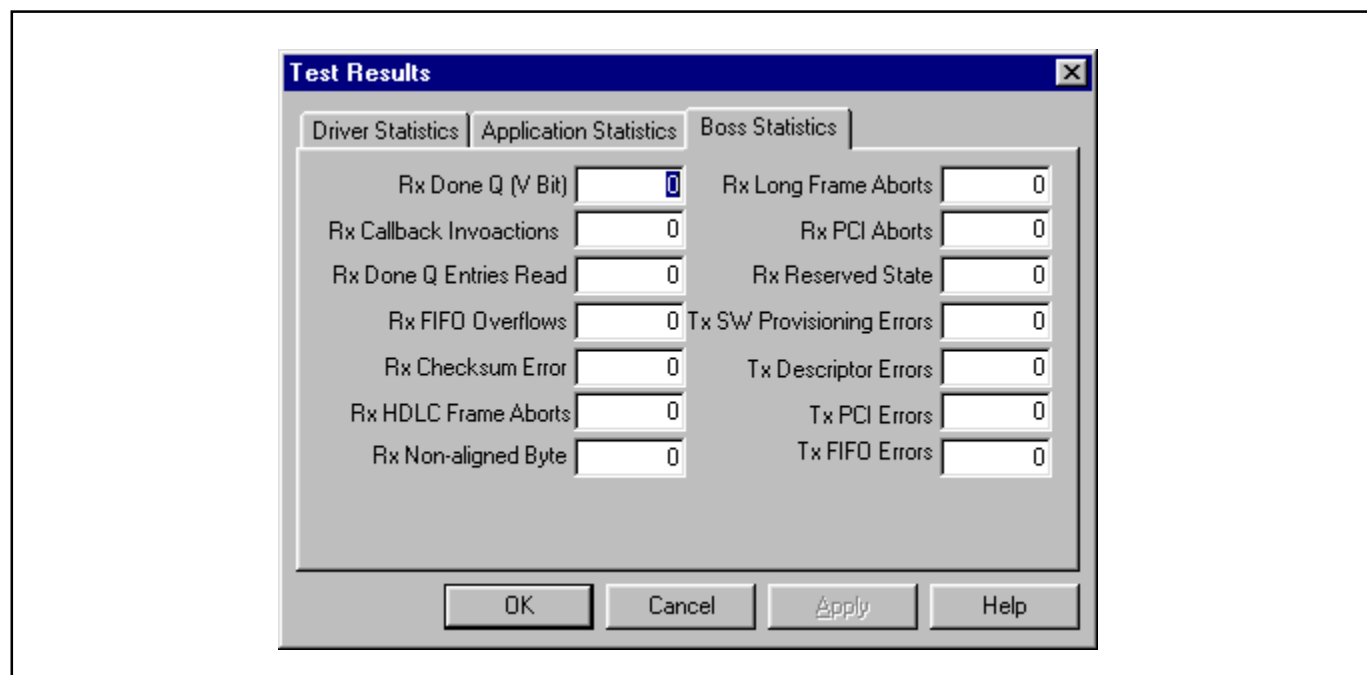 Test Results
Driver Statistics
Application Statistics
Boss Statistics
Rx Done Q (V Bit) 0
Rx Callback Invoactions 0
Rx Done Q Entries Read 0
Rx FIFO Overflows 0
Rx Checksum Error 0
Rx HDLC Frame Aborts 0
Rx Non-aligned Byte 0
Rx Long Frame Aborts 0
Rx PCI Aborts 0
Rx Reserved State 0
Tx SW Provisioning Errors 0
Tx Descriptor Errors 0
Tx PCI Errors 0
Tx FIFO Errors 0
OK
Cancel
Apply
Help